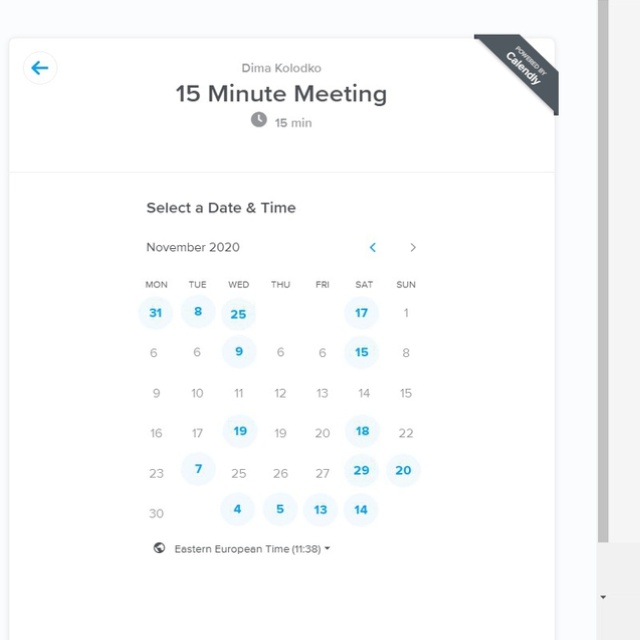 POWERED BY
Calendly
Dima Kolodko
15 Minute Meeting
15 min
Select a Date & Time
November 2020
MON TUE WED THU FRI SAT SUN
31 8 25 17 1
6 6 9 6 6 15 8
9 10 11 12 13 14 15
16 17 19 19 20 18 22
23 7 25 26 27 29 20
30 4 5 13 14
Eastern European Time (11:38)